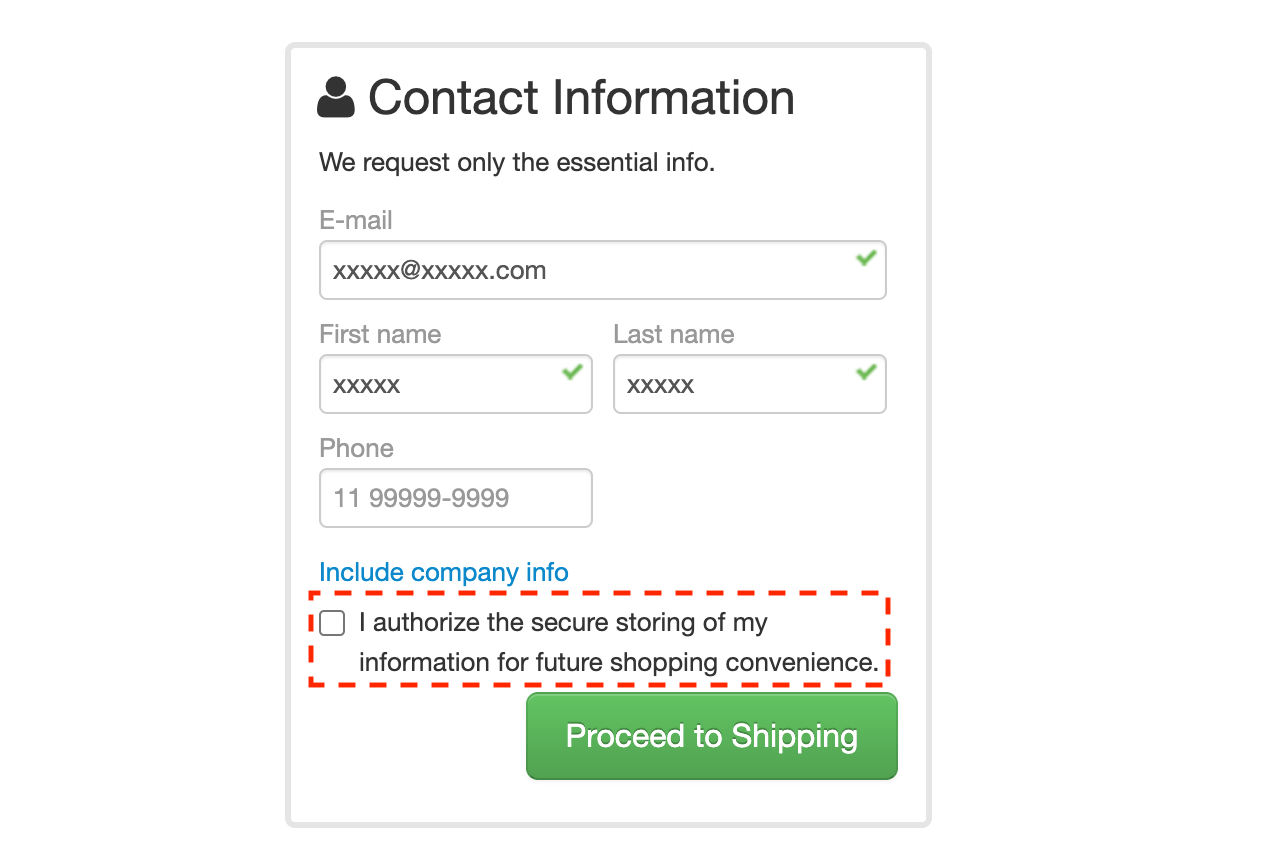 Contact Information
We request only the essential info.
E-mail
xxxxx@xxxxx.com
First name
Last name
xxxxx
xxxxx
Phone
11 99999-9999
Include company info
I authorize the secure storing of my
information for future shopping convenience.
Proceed to Shipping